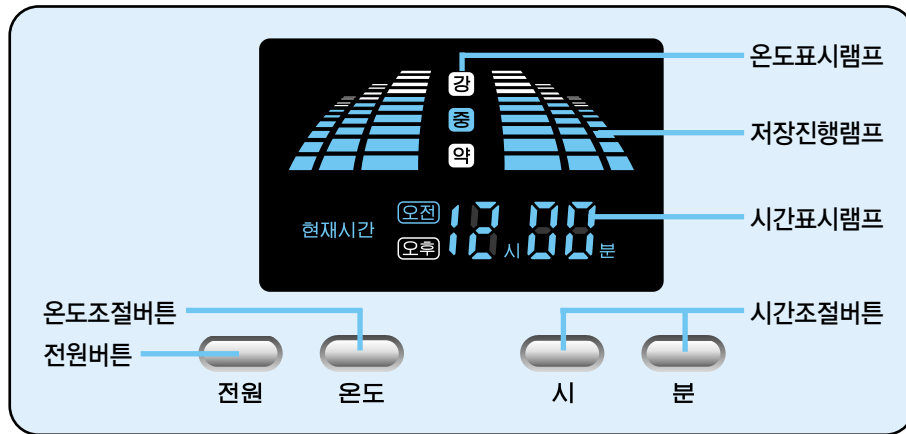 온도표시램프
강
중
저장진행램프
약
오전
시간표시램프
현재시간
12 시 00 분
오후
온도조절버튼
시간조절버튼
전원버튼
전원
온도
시
분